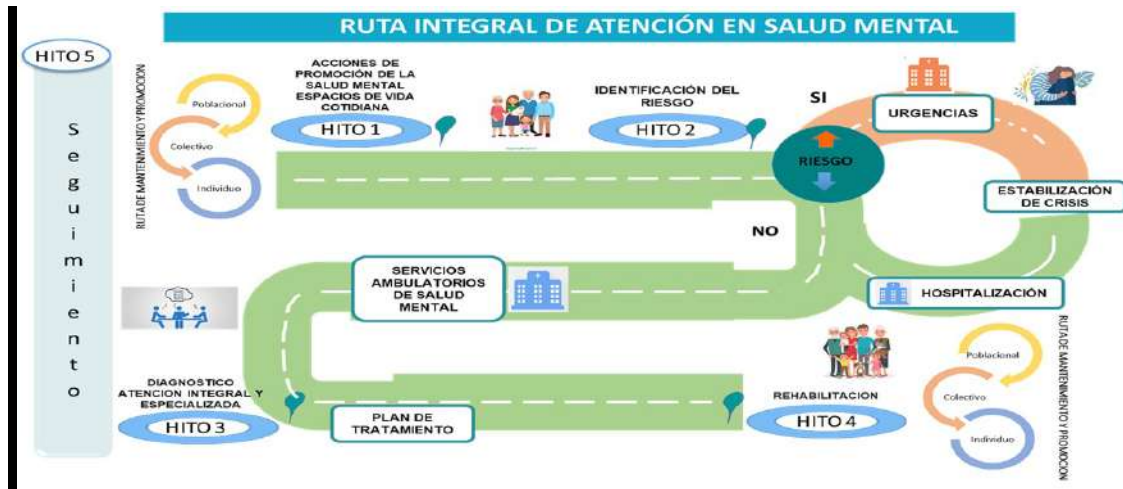 RUTA INTEGRAL DE ATENCIÓN EN SALUD MENTAL
HITO 5
Seguimiento
RUTA DE MANTENIMIENTO Y PROMOCION
Poblacional
Colectivo
Individuo
ACCIONES DE
PROMOCIÓN DE LA
SALUD MENTAL
ESPACIOS DE VIDA
COTIDIANA
HITO 1
IDENTIFICACIÓN DEL
RIESGO
HITO 2
SI
RIESGO
NO
URGENCIAS
ESTABILIZACIÓN
DE CRISIS
HOSPITALIZACIÓN
SERVICIOS
AMBULATORIOS
DE SALUD
MENTAL
DIAGNOSTICO
ATENCION INTEGRAL Y
ESPECIALIZADA
HITO 3
PLAN DE
TRATAMIENTO
REHABILITACIÓN
HITO 4
Poblacional
Colectivo
Individuo
RUTA DE MANTENIMIENTO Y PROMOCION